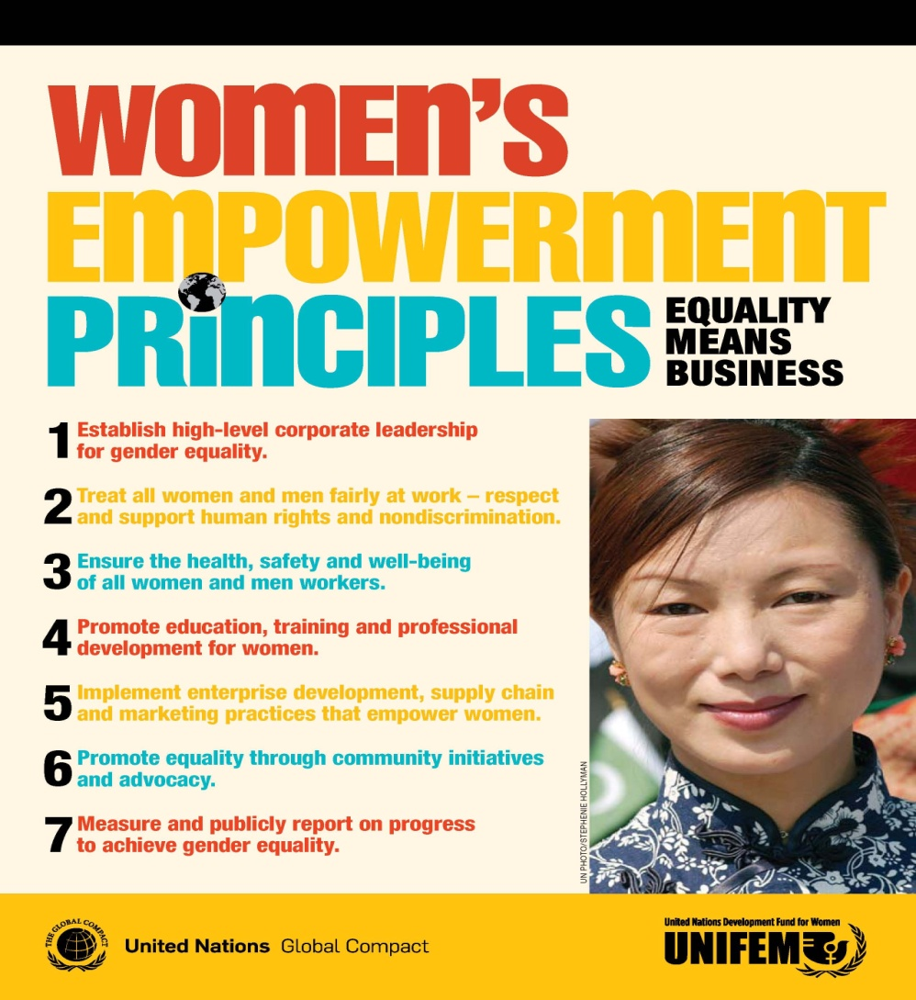 WOMEN'S
EMPOWERMENT
PRINCIPLES
EQUALITY
MEANS
BUSINESS
1 Establish high-level corporate leadership
for gender equality.
2 Treat all women and men fairly at work – respect
and support human rights and nondiscrimination.
3 Ensure the health, safety and well-being
of all women and men workers.
4 Promote education, training and professional
development for women.
5 Implement enterprise development, supply chain
and marketing practices that empower women.
6 Promote equality through community initiatives
and advocacy.
7 Measure and publicly report on progress
to achieve gender equality.
UN PHOTO/STEPHENIE HOLLYMAN
THE GLOBAL COMPACT
United Nations Global Compact
United Nations Development Fund for Women
UNIFEM